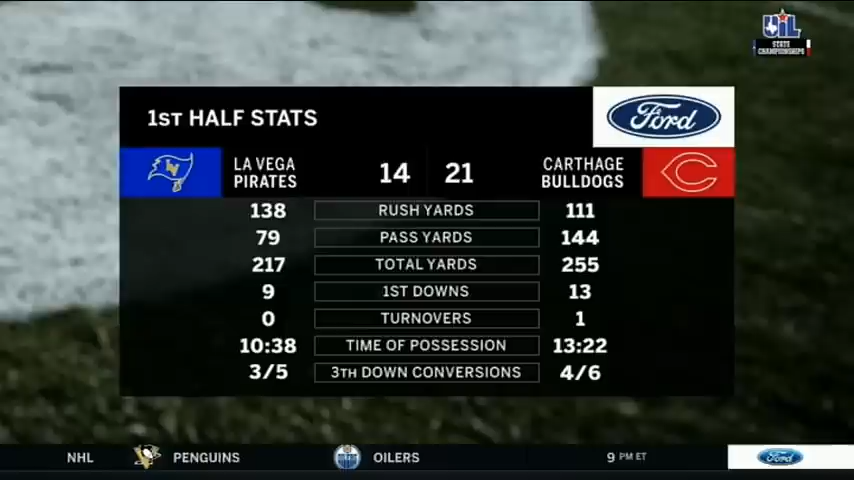 UIL
STATE
CHAMPIONSHIPS
1ST HALF STATS
Ford
LV
LA VEGA
PIRATES
14
21
CARTHAGE
BULLDOGS
C
138 RUSH YARDS 111
79 PASS YARDS 144
217 TOTAL YARDS 255
9 1ST DOWNS 13
0 TURNOVERS 1
10:38 TIME OF POSSESSION 13:22
3/5 3TH DOWN CONVERSIONS 4/6
NHL PENGUINS OILERS 9 PM ET Ford